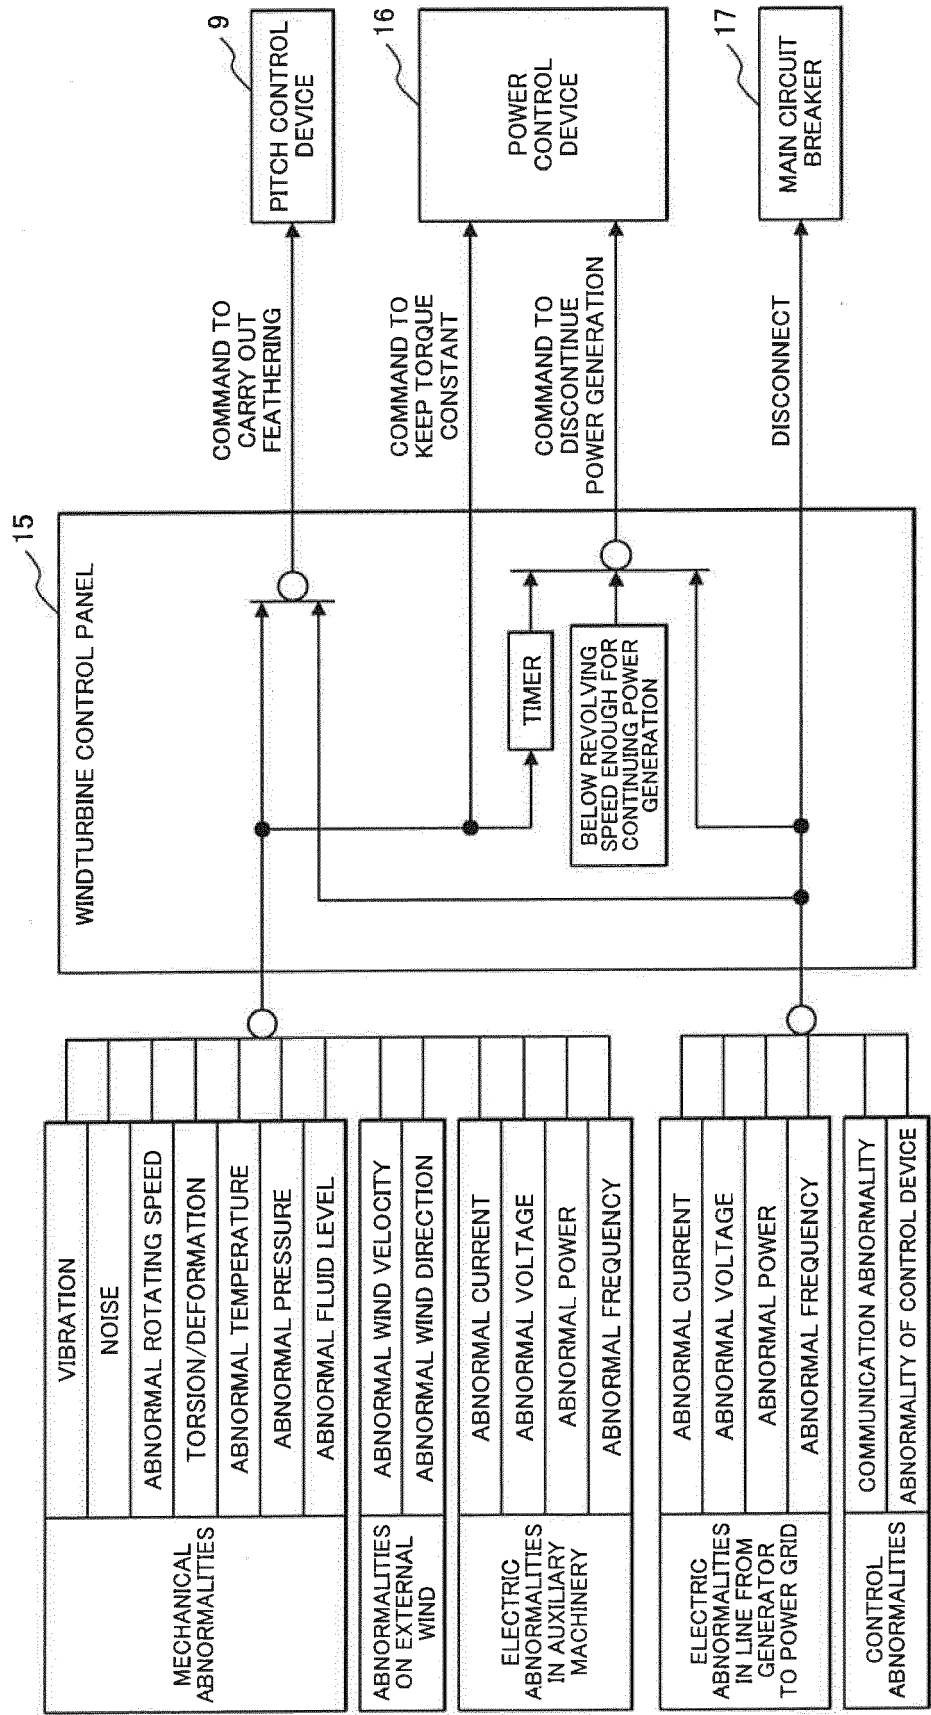 MECHANICAL
ABNORMALITIES
VIBRATION
NOISE
ABNORMAL ROTATING SPEED
TORSION/DEFORMATION
ABNORMAL TEMPERATURE
ABNORMAL PRESSURE
ABNORMAL FLUID LEVEL
ABNORMALITIES
ON EXTERNAL
WIND
ABNORMAL WIND VELOCITY
ABNORMAL WIND DIRECTION
ELECTRIC
ABNORMALITIES
IN AUXILIARY
MACHINERY
ABNORMAL CURRENT
ABNORMAL VOLTAGE
ABNORMAL POWER
ABNORMAL FREQUENCY
ELECTRIC
ABNORMALITIES
IN LINE FROM
GENERATOR
TO POWER GRID
ABNORMAL CURRENT
ABNORMAL VOLTAGE
ABNORMAL POWER
ABNORMAL FREQUENCY
CONTROL
ABNORMALITIES
COMMUNICATION ABNORMALITY
ABNORMALITY OF CONTROL DEVICE
15
WINDTURBINE CONTROL PANEL
TIMER
BELOW REVOLVING
SPEED ENOUGH FOR
CONTINUING POWER
GENERATION
COMMAND TO
CARRY OUT
FEATHERING
COMMAND TO
KEEP TORQUE
CONSTANT
COMMAND TO
DISCONTINUE
POWER GENERATION
DISCONNECT
9
PITCH CONTROL
DEVICE
16
POWER
CONTROL
DEVICE
17
MAIN CIRCUIT
BREAKER